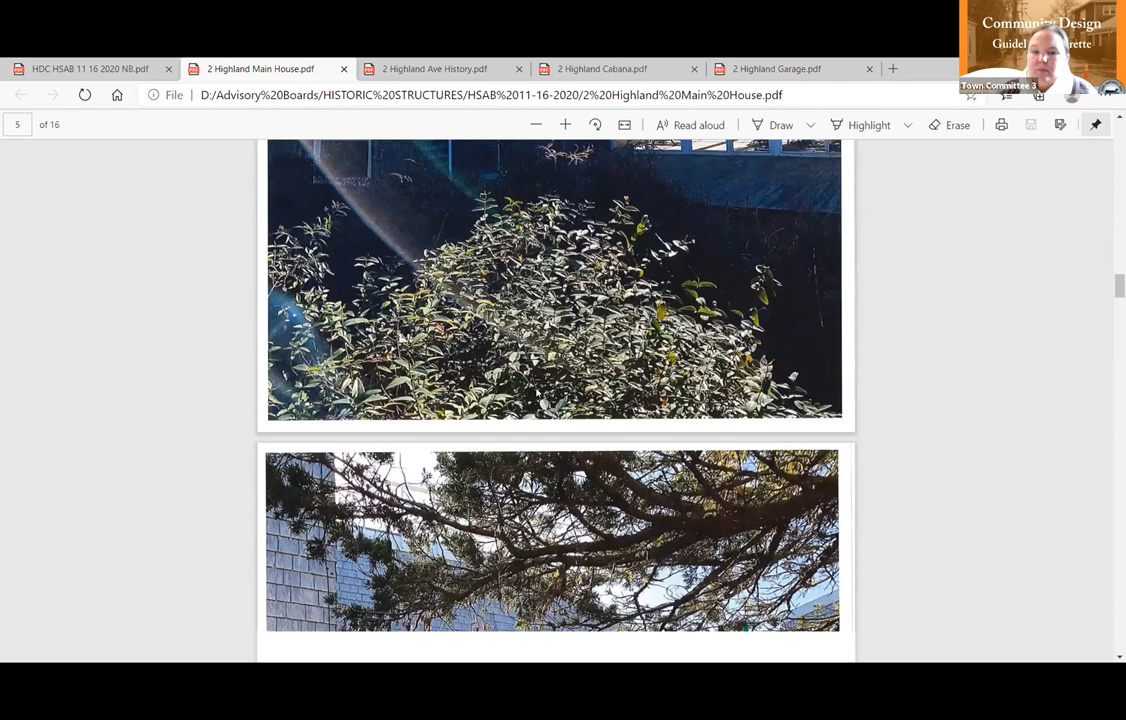 Community Design
Town Committee 3
HDC HSAB 11 16 2020 NB.pdf
2 Highland Main House.pdf
2 Highland Ave History.pdf
2 Highland Cabana.pdf
2 Highland Garage.pdf
File
D:/Advisory%20Boards/HISTORIC%20STRUCTURES/HSAB%2011-16-2020/2%20Highland%20Main%20House.pdf
5 of 16
Read aloud
Draw
Highlight
Erase